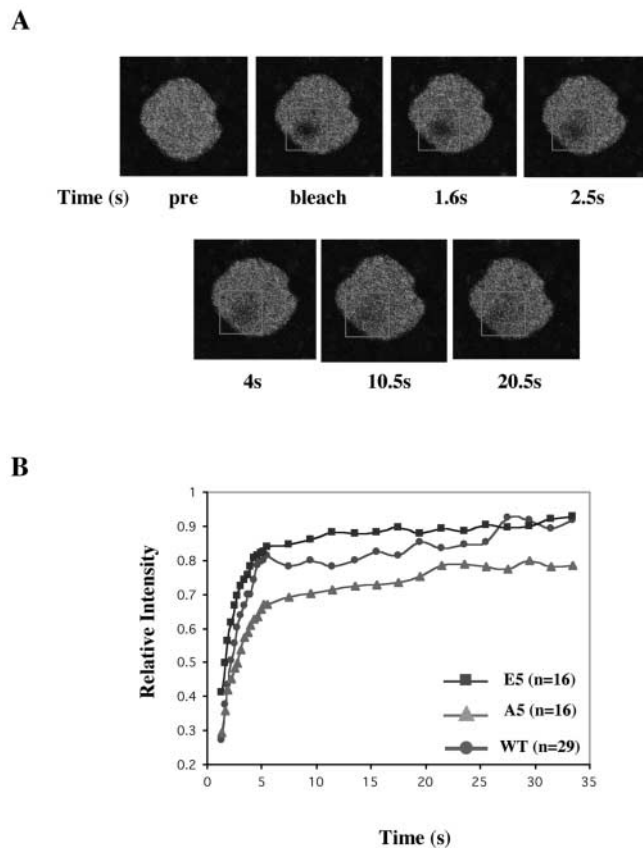 A
Time (s) pre bleach 1.6s 2.5s
4s 10.5s 20.5s
B
1
0.9
0.8
0.7
0.6
0.5
0.4
0.3
0.2
Relative Intensity
E5 (n=16)
A5 (n=16)
WT (n=29)
0 5 10 15 20 25 30 35
Time (s)